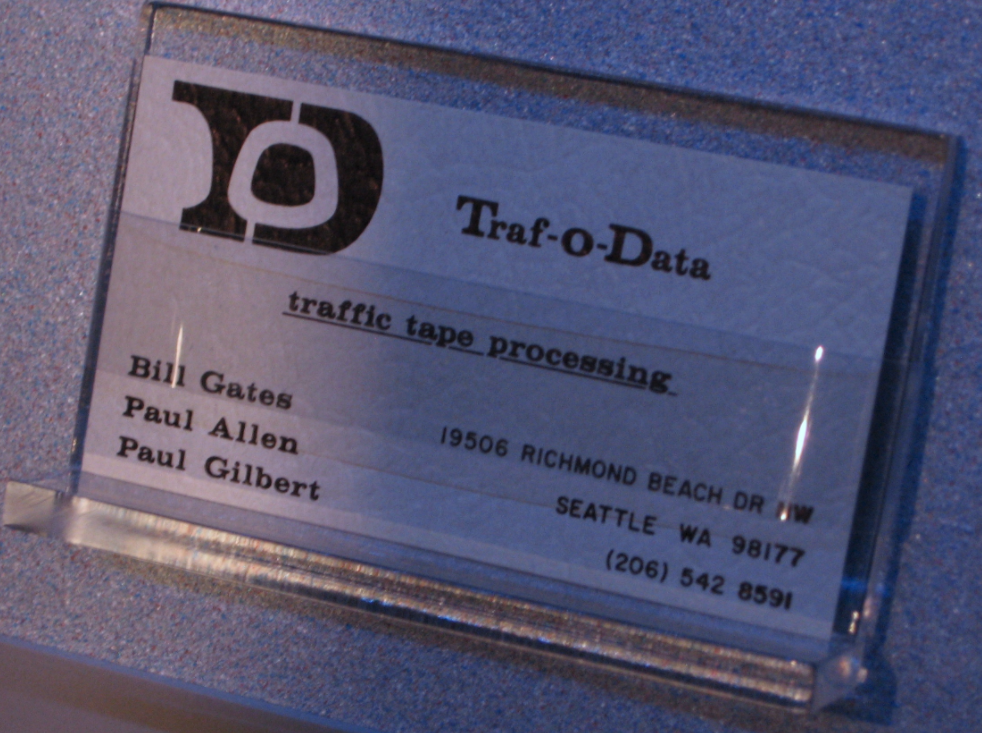 Traf-o-Data
traffic tape processing
Bill Gates
Paul Allen
Paul Gilbert
19506 RICHMOND BEACH DR NW
SEATTLE WA 98177
(206) 542 8591